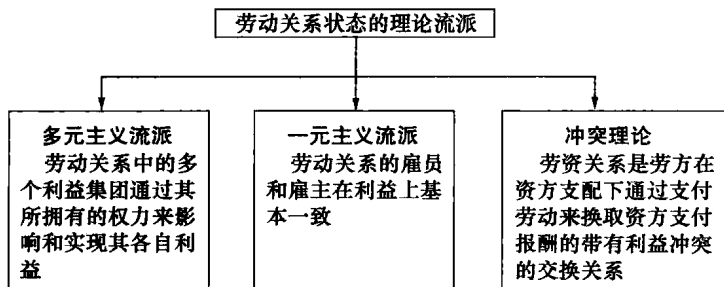 劳动关系状态的理论流派
多元主义流派
劳动关系中的多
个利益集团通过其
所拥有的权力来影
响和实现其各自利
益
一元主义流派
劳动关系的雇员
和雇主在利益上基
本一致
冲突理论
劳资关系是劳方在
资方支配下通过支付
劳动来换取资方支付
报酬的带有利益冲突
的交换关系